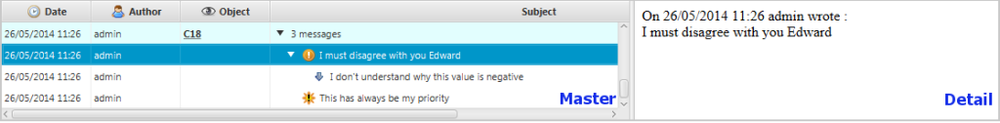 Date Author Object Subject
26/05/2014 11:26 admin C18 3 messages
26/05/2014 11:26 admin I must disagree with you Edward
26/05/2014 11:26 admin I don't understand why this value is negative
26/05/2014 11:26 admin This has always be my priority
Master
On 26/05/2014 11:26 admin wrote :
I must disagree with you Edward
Detail